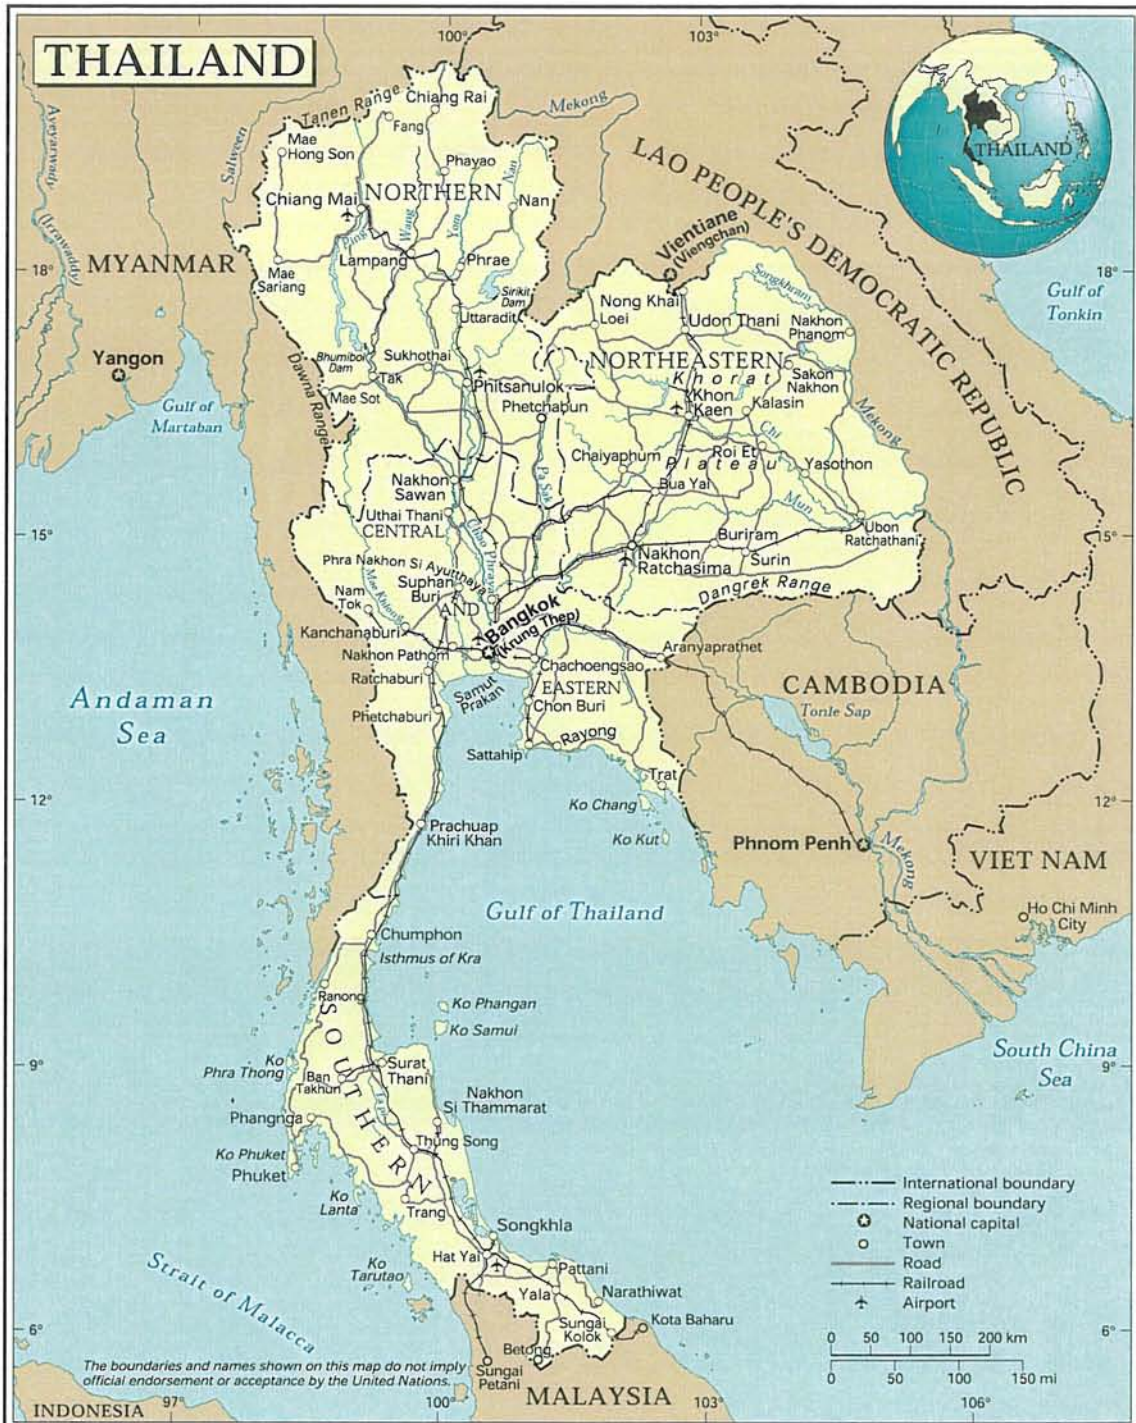 THAILAND
100°
103°
Tanen Range
Chiang Rai
Mekong
Fang
Ayeyarwady
(Irrawaddy)
Salween
Mae
Hong Son
Phayao
Nan
LAO PEOPLE'S DEMOCRATIC REPUBLIC
THAILAND
Chiang Mai
NORTHERN
Nan
Ping
Wang
Yom
Vientiane
(Viengchan)
MYANMAR
Lampang
Phrae
18°
18°
Mae
Sariang
Sirikit
Dam
Songkhram
Gulf of
Tonkin
Nong Khai
Loei
Udon Thani
Nakhon
Phanom
Uttaradit
Yangon
Bhumibol
Dam
Sukhothai
Tak
Phitsanulok
NORTHEASTERN
Khorat
Sakon
Nakhon
Dawna Range
Mae Sot
Phetchabun
Khon
Kaen
Kalasin
Mekong
Gulf of
Martaban
Chi
Chaiyaphum
Roi Et
Plateau
Yasothon
Nakhon
Sawan
Pa Sak
Bua Yai
Mun
Uthai Thani
CENTRAL
Chao Phraya
Ubon
Ratchathani
15°
15°
Buriram
Surin
Nakhon
Ratchasima
Phra Nakhon Si Ayutthaya
Suphan
Buri
Dangrek Range
Nam
Tok
Mae Khlong
AND
Bangkok
(Krung Thep)
Kanchanaburi
Aranyaprathet
Nakhon Pathom
Ratchaburi
Chachoengsao
Samut
Prakan
EASTERN
Chon Buri
CAMBODIA
Tonle Sap
Andaman
Sea
Phetchaburi
Sattahip
Rayong
Trat
12°
12°
Ko Chang
Ko Kut
Prachuap
Khiri Khan
Phnom Penh
Mekong
VIET NAM
Gulf of Thailand
Ho Chi Minh
City
Chumphon
Isthmus of Kra
Ranong
Ko Phangan
Ko Samui
SOUTHERN
South China
Sea
9°
9°
Ko
Phra Thong
Ban
Takhun
Surat
Thani
Tapi
Nakhon
Si Thammarat
Phangnga
Thung Song
Ko Phuket
Phuket
Ko
Lanta
Trang
Songkhla
Hat Yai
Ko
Tarutao
Pattani
Yala
Narathiwat
Strait of Malacca
Sungai
Kolok
Kota Baharu
6°
6°
Betong
Sungai
Petani
MALAYSIA
INDONESIA
International boundary
Regional boundary
National capital
Town
Road
Railroad
Airport
0 50 100 150 200 km
0 50 100 150 mi
The boundaries and names shown on this map do not imply
official endorsement or acceptance by the United Nations.
97°
100°
103°
106°